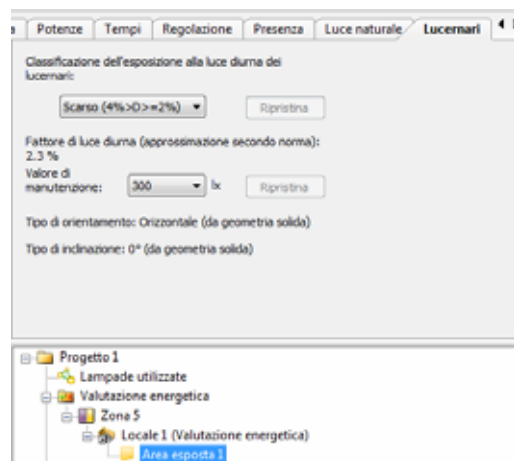 Potenze Tempi Regolazione Presenza Luce naturale Lucernari
Classificazione dell'esposizione alla luce diurna dei
lucernari:
Scarso (4%>D>=2%) Ripristina
Fattore di luce diurna (approssimazione secondo norma):
2.3 %
Valore di
manutenzione: 300 lx Ripristina
Tipo di orientamento: Orizzontale (da geometria solida)
Tipo di inclinazione: 0° (da geometria solida)
Progetto 1
Lampade utilizzate
Valutazione energetica
Zona 5
Locale 1 (Valutazione energetica)
Area esposta 1